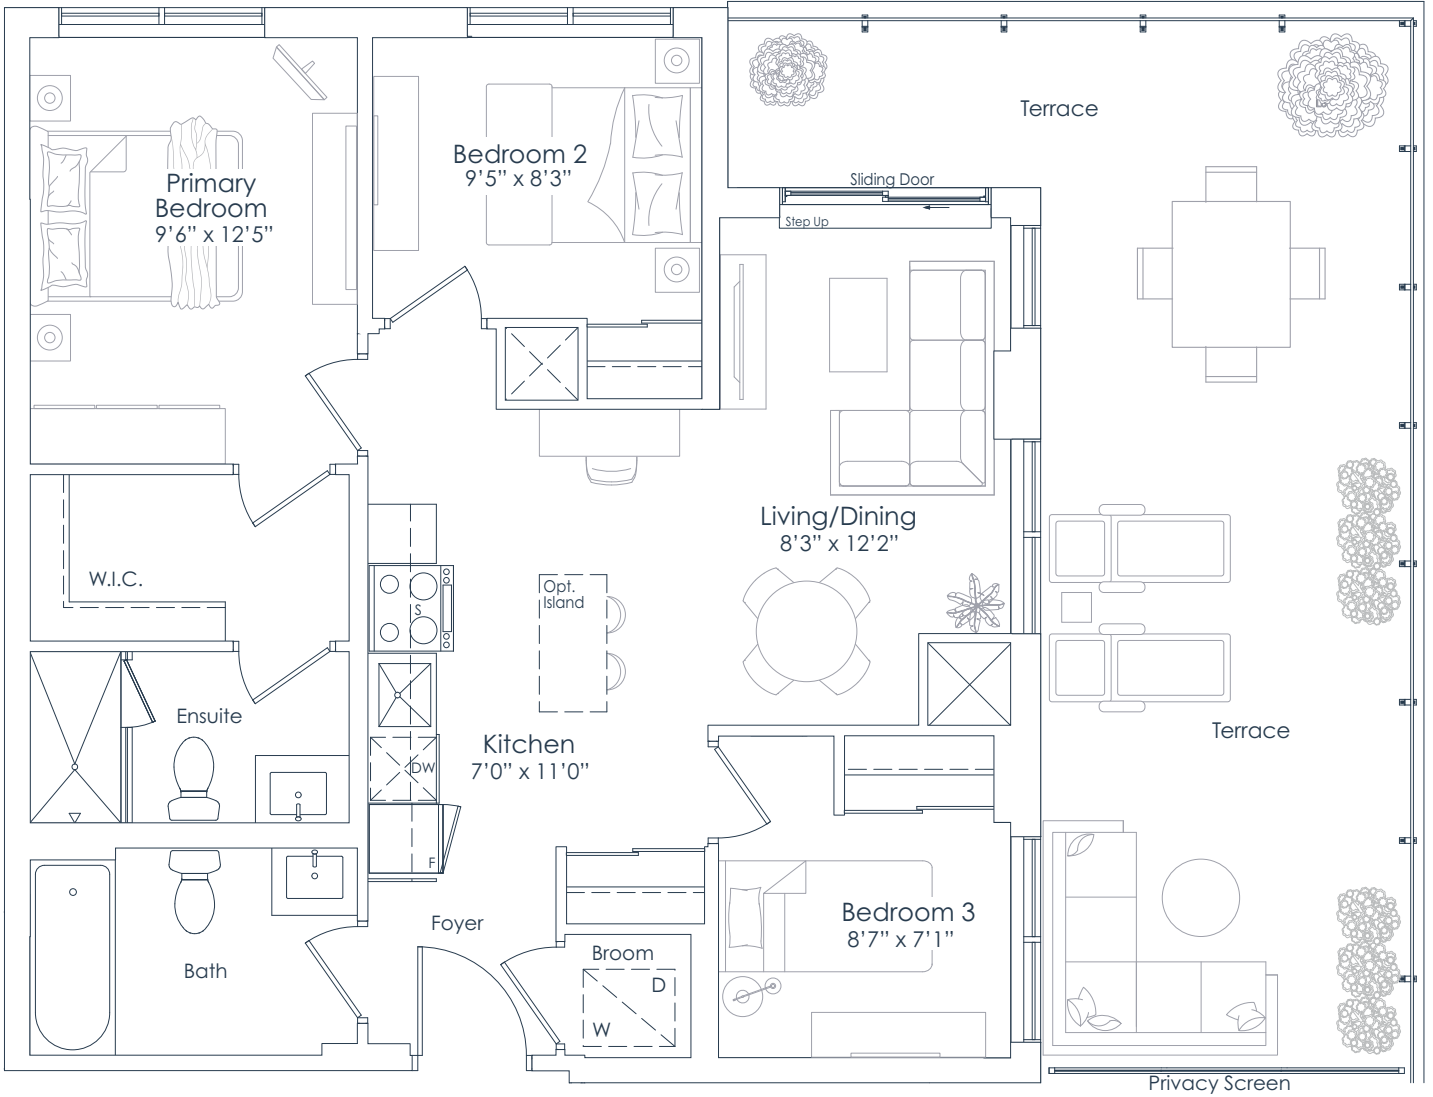 Terrace
Bedroom 2
9’5” x 8’3”
Primary
Bedroom
9’6” x 12’5”
Sliding Door
Step Up
Living/Dining
8’3” x 12’2”
W.I.C.
Opt.
Island
S
Ensuite
Terrace
Kitchen
7’0” x 11’0”
DW
F
Bedroom 3
8’7” x 7’1”
Foyer
Broom
Bath
D
W
Privacy Screen